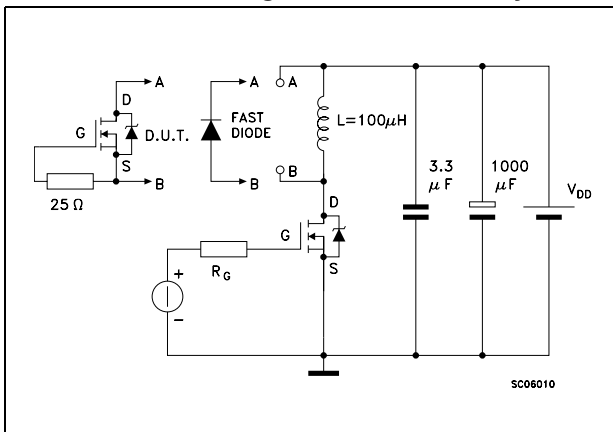 A
A
A
D
FAST
DIODE
L=100μH
G
D.U.T.
S
B
B
B
25 Ω
3.3
μF
1000
μF
VDD
D
G
S
RG
+
-
SC06010